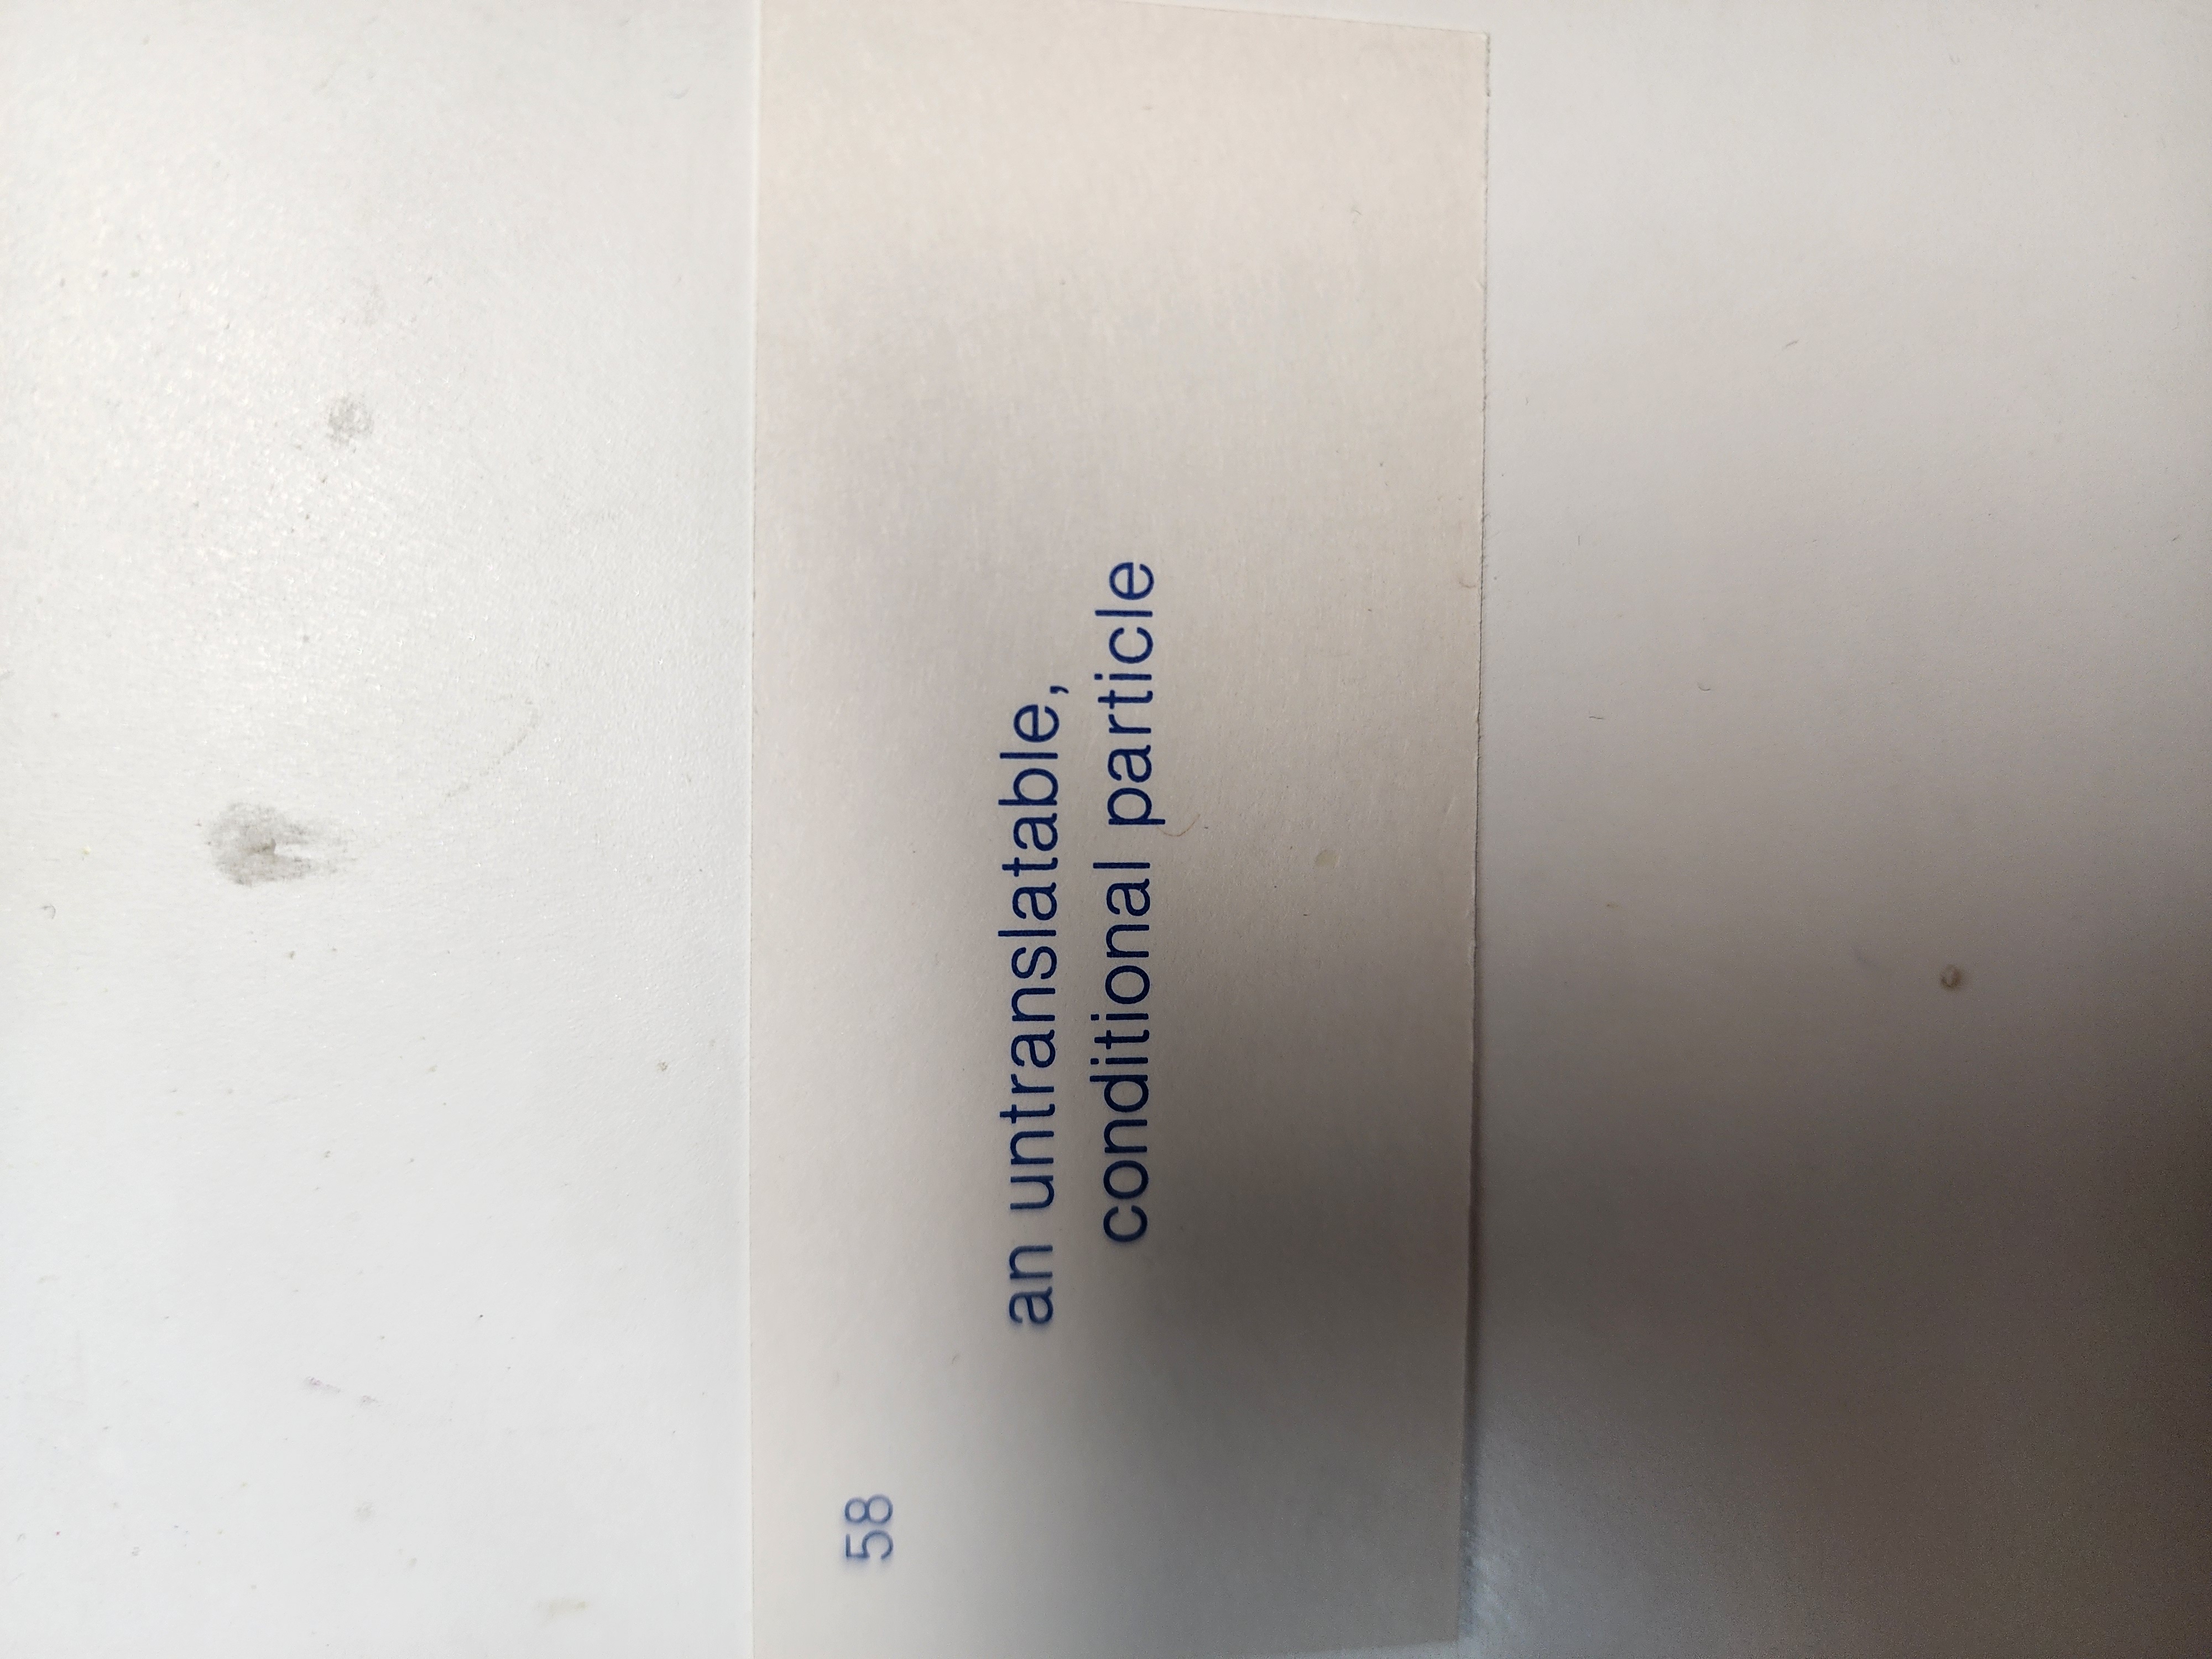 58
an untranslatable,
conditional particle